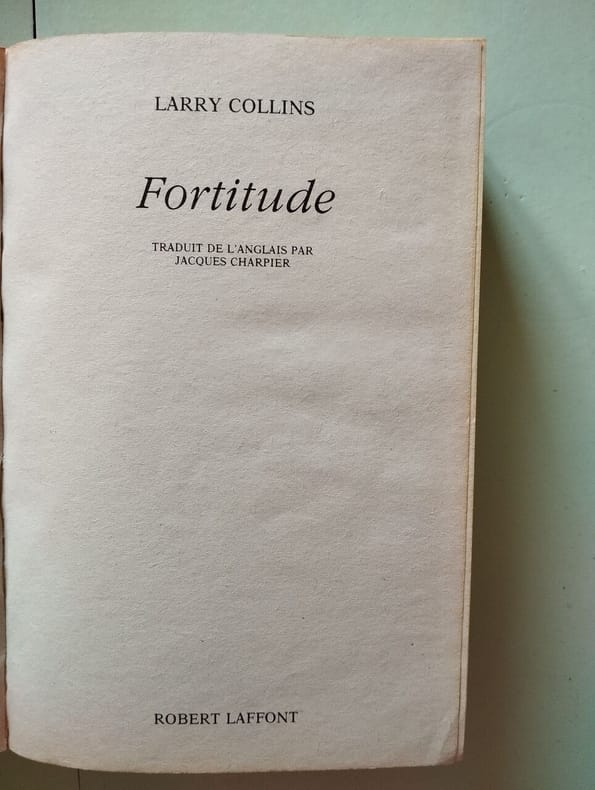 LARRY COLLINS
Fortitude
TRADUIT DE L'ANGLAIS PAR
JACQUES CHARPIER
ROBERT LAFFONT